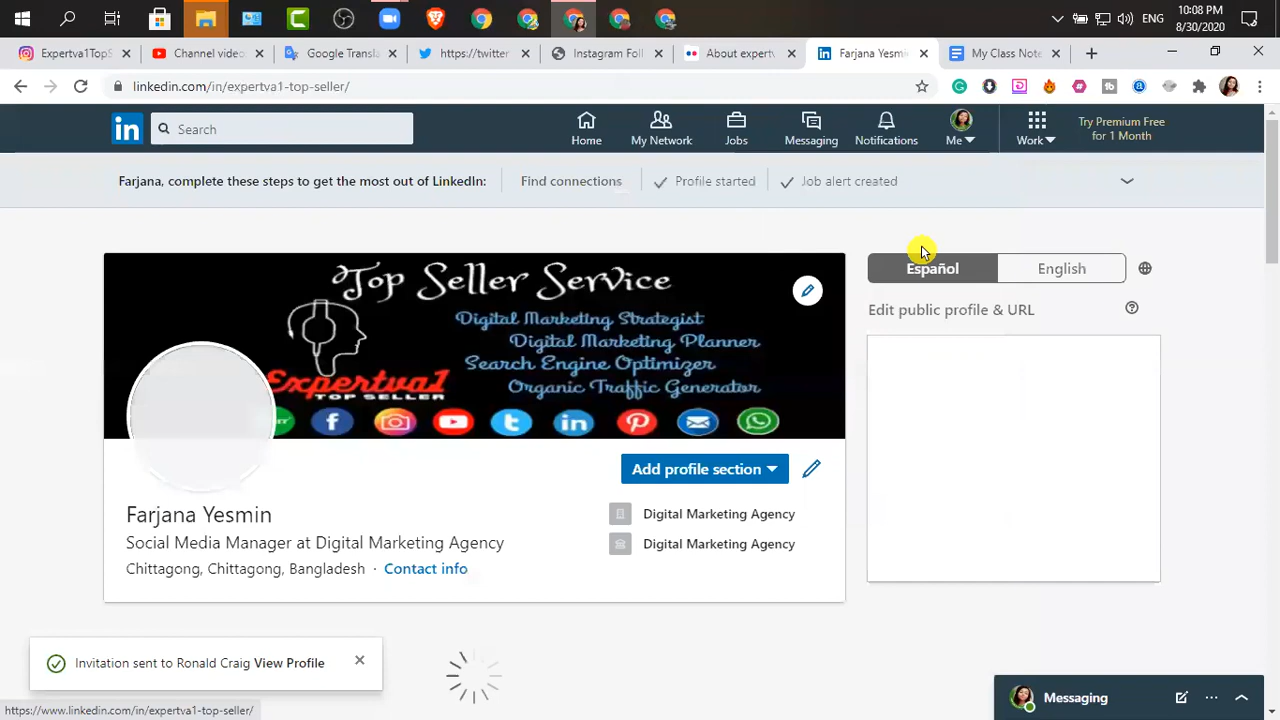 ENG
10:08 PM
8/30/2020
Expertva1TopS
Channel video
Google Transla
https://twitter
Instagram Foll
About expertv
Farjana Yesmi
My Class Note
linkedin.com/in/expertva1-top-seller/
in
Search
Home
My Network
Jobs
Messaging
Notifications
Me
Work
Try Premium Free
for 1 Month
Farjana, complete these steps to get the most out of LinkedIn:
Find connections
Profile started
Job alert created
Top Seller Service
Digital Marketing Strategist
Digital Marketing Planner
Search Engine Optimizer
Organic Traffic Generator
Expertva1
TOP SELLER
Español
English
Edit public profile & URL
Add profile section
Farjana Yesmin
Social Media Manager at Digital Marketing Agency
Chittagong, Chittagong, Bangladesh · Contact info
Digital Marketing Agency
Digital Marketing Agency
Invitation sent to Ronald Craig View Profile
Messaging
https://www.linkedin.com/in/expertva1-top-seller/